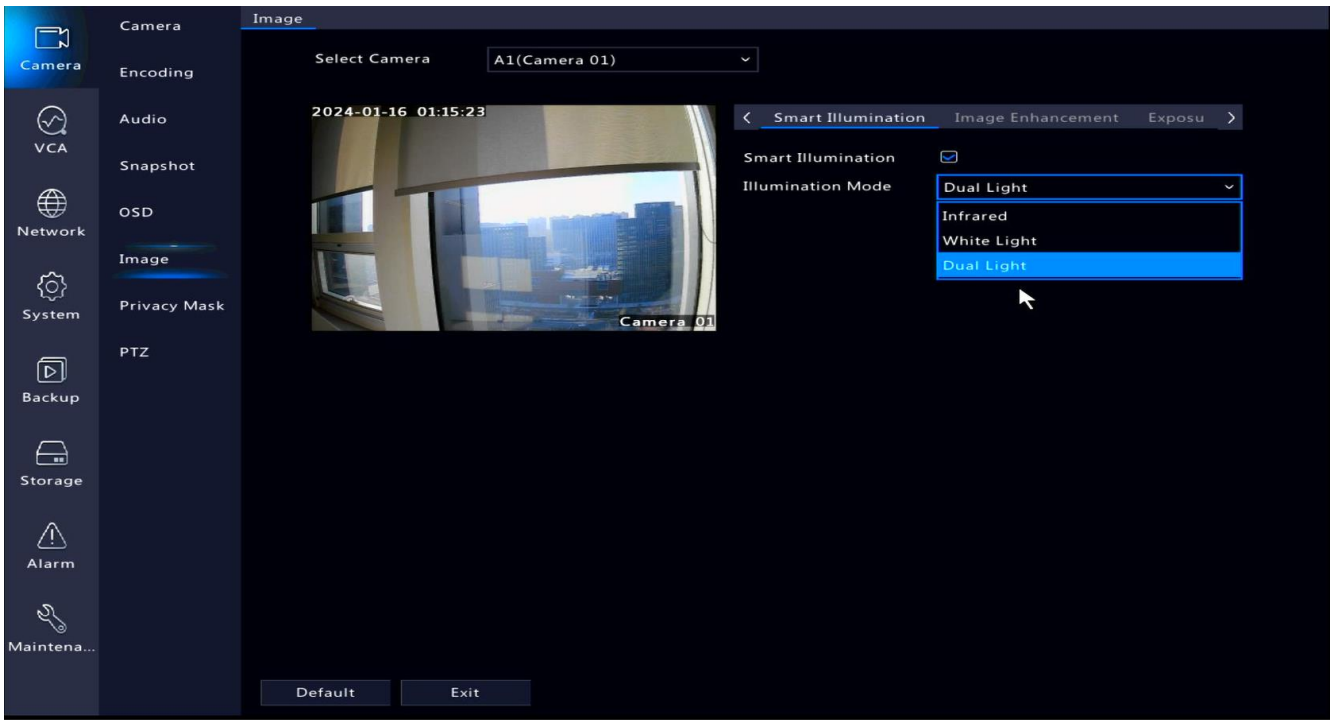 Camera
VCA
Network
System
Backup
Storage
Alarm
Maintena...
Camera
Encoding
Audio
Snapshot
OSD
Image
Privacy Mask
PTZ
Image
Select Camera A1(Camera 01)
2024-01-16 01:15:23
Camera 01
Smart Illumination Image Enhancement Exposu
Smart Illumination
Illumination Mode Dual Light
Infrared
White Light
Dual Light
Default Exit